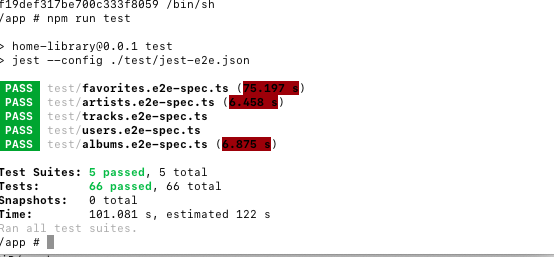 f19def317be700c333f8059 /bin/sh
/app # npm run test
> home-library@0.0.1 test
> jest --config ./test/jest-e2e.json
PASS test/favorites.e2e-spec.ts (75.197 s)
PASS test/artists.e2e-spec.ts (6.458 s)
PASS test/tracks.e2e-spec.ts
PASS test/users.e2e-spec.ts
PASS test/albums.e2e-spec.ts (6.875 s)
Test Suites: 5 passed, 5 total
Tests: 66 passed, 66 total
Snapshots: 0 total
Time: 101.081 s, estimated 122 s
Ran all test suites.
/app #